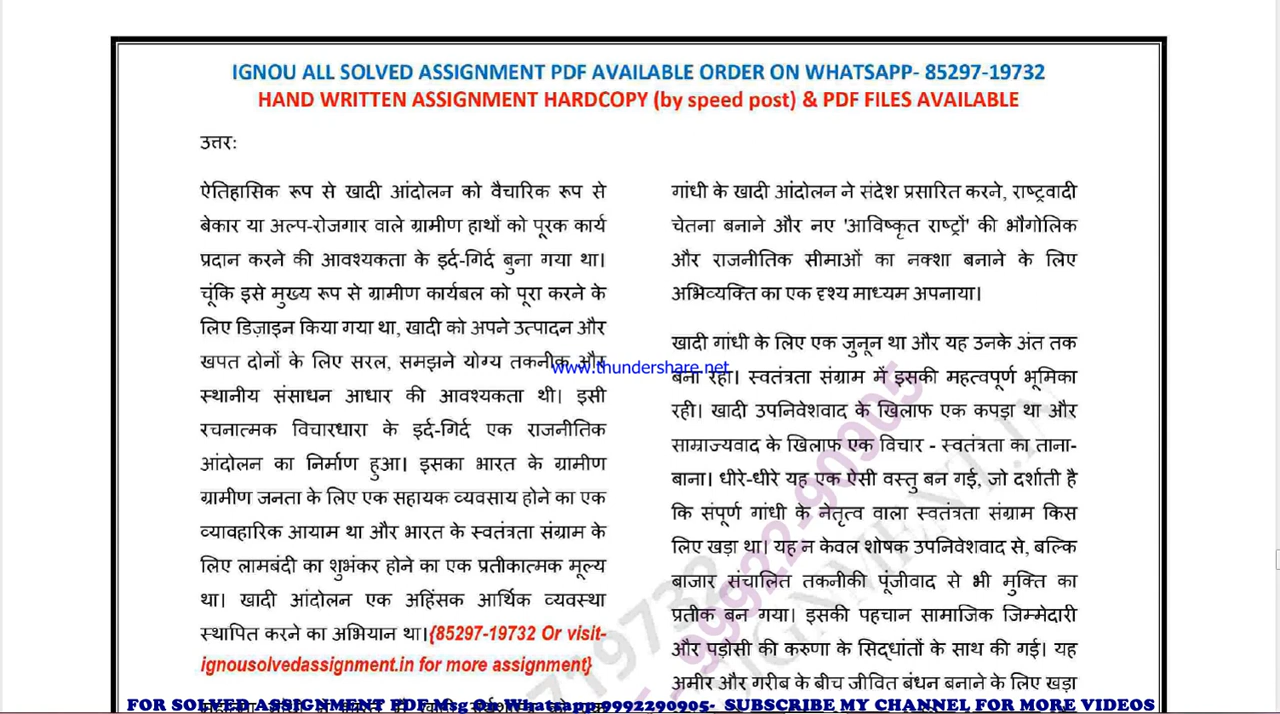 IGNOU ALL SOLVED ASSIGNMENT PDF AVAILABLE ORDER ON WHATSAPP- 85297-19732
HAND WRITTEN ASSIGNMENT HARDCOPY (by speed post) & PDF FILES AVAILABLE
उत्तर:
ऐतिहासिक रूप से खादी आंदोलन को वैचारिक रूप से
बेकार या अल्प-रोजगार वाले ग्रामीण हाथों को पूरक कार्य
प्रदान करने की आवश्यकता के इर्द-गिर्द बुना गया था।
चूंकि इसे मुख्य रूप से ग्रामीण कार्यबल को पूरा करने के
लिए डिज़ाइन किया गया था, खादी को अपने उत्पादन और
खपत दोनों के लिए सरल, समझने योग्य तकनीक और
स्थानीय संसाधन आधार की आवश्यकता थी। इसी
रचनात्मक विचारधारा के इर्द-गिर्द एक राजनीतिक
आंदोलन का निर्माण हुआ। इसका भारत के ग्रामीण
ग्रामीण जनता के लिए एक सहायक व्यवसाय होने का एक
व्यावहारिक आयाम था और भारत के स्वतंत्रता संग्राम के
लिए लामबंदी का शुभंकर होने का एक प्रतीकात्मक मूल्य
था। खादी आंदोलन एक अहिंसक आर्थिक व्यवस्था
स्थापित करने का अभियान था।{85297-19732 Or visit-
ignousolvedassignment.in for more assignment}
गांधी के खादी आंदोलन ने संदेश प्रसारित करने, राष्ट्रवादी
चेतना बनाने और नए 'आविष्कृत राष्ट्रों' की भौगोलिक
और राजनीतिक सीमाओं का नक्शा बनाने के लिए
अभिव्यक्ति का एक दृश्य माध्यम अपनाया।
खादी गांधी के लिए एक जुनून था और यह उनके अंत तक
बना रहा। स्वतंत्रता संग्राम में इसकी महत्वपूर्ण भूमिका
रही। खादी उपनिवेशवाद के खिलाफ एक कपड़ा था और
साम्राज्यवाद के खिलाफ एक विचार - स्वतंत्रता का ताना-
बाना। धीरे-धीरे यह एक ऐसी वस्तु बन गई, जो दर्शाती है
कि संपूर्ण गांधी के नेतृत्व वाला स्वतंत्रता संग्राम किस
लिए खड़ा था। यह न केवल शोषक उपनिवेशवाद से, बल्कि
बाजार संचालित तकनीकी पूंजीवाद से भी मुक्ति का
प्रतीक बन गया। इसकी पहचान सामाजिक जिम्मेदारी
और पड़ोसी की करुणा के सिद्धांतों के साथ की गई। यह
अमीर और गरीब के बीच जीवित बंधन बनाने के लिए खड़ा
www.thundershare.net
FOR SOLVED ASSIGNMENT PDF Msg On Whatsapp 9992290905- SUBSCRIBE MY CHANNEL FOR MORE VIDEOS